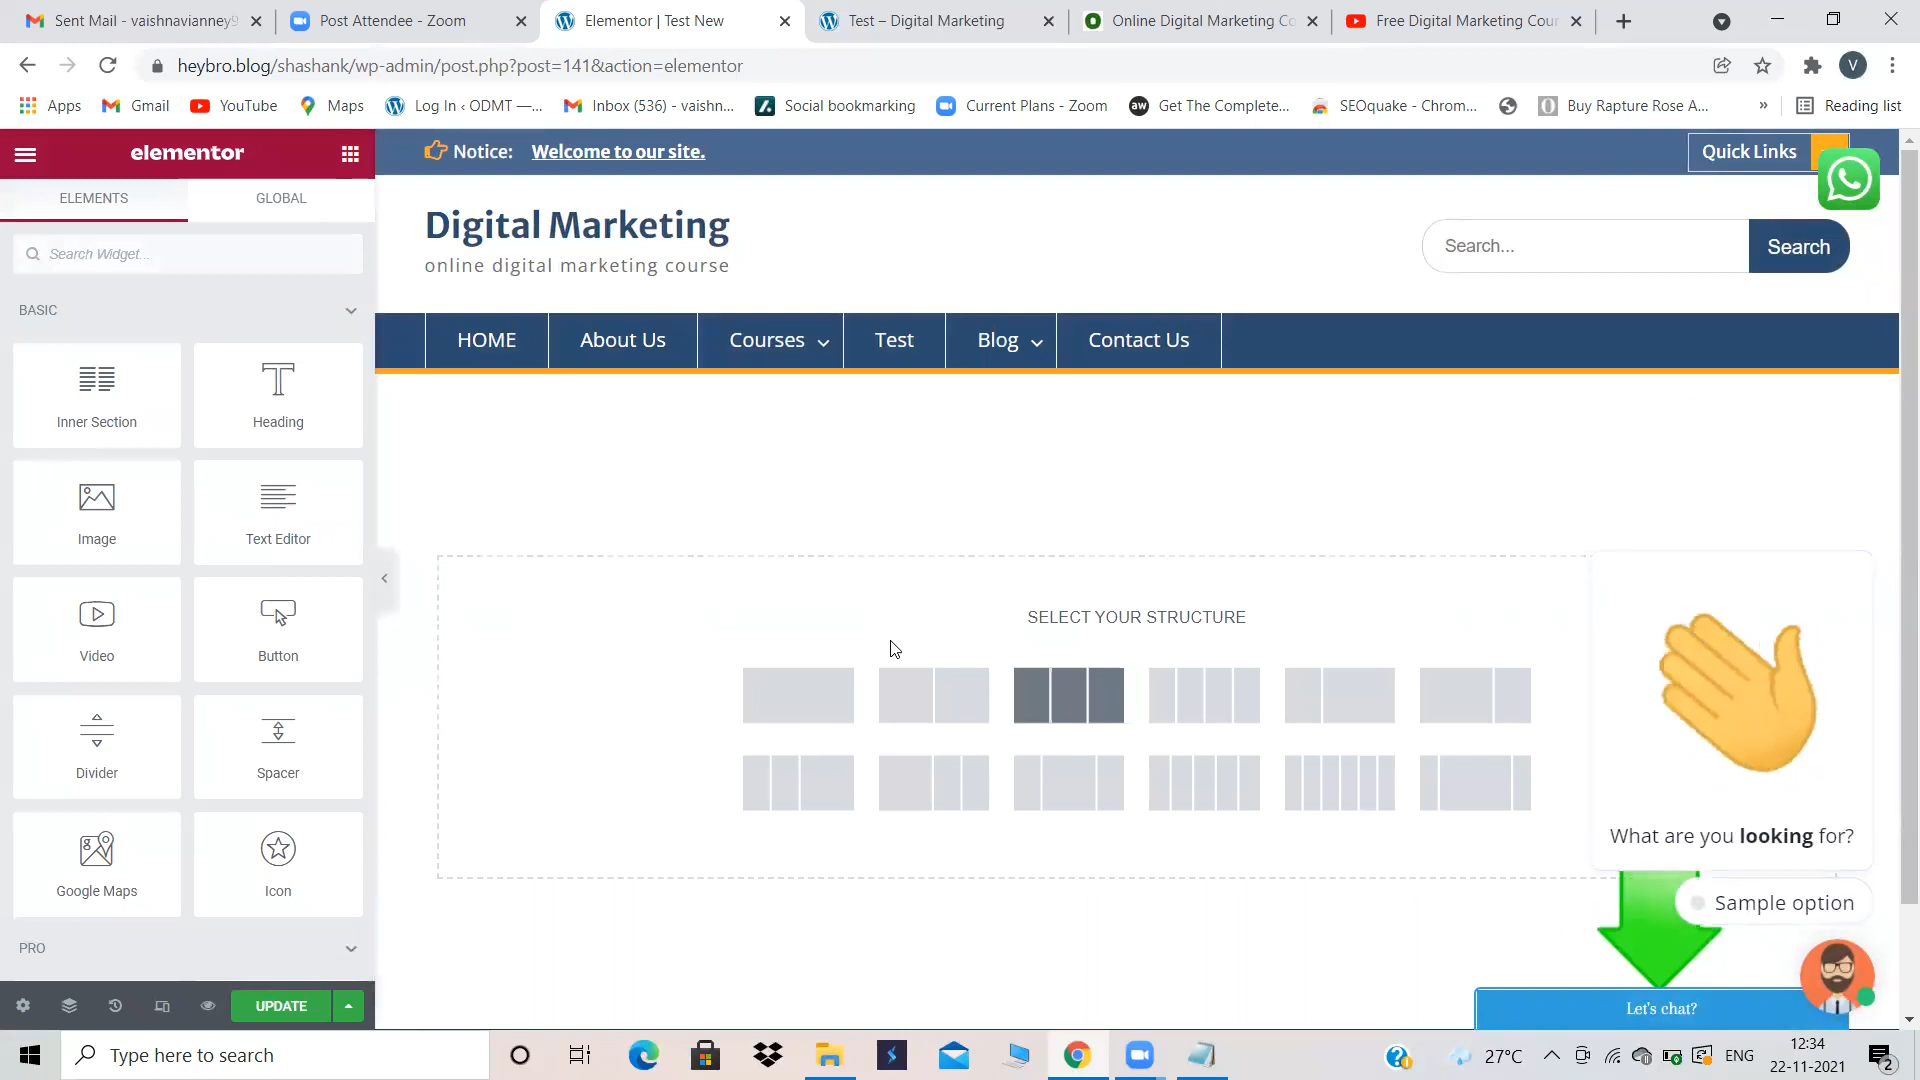 Sent Mail - vaishnavianney9
Post Attendee - Zoom
Elementor | Test New
Test – Digital Marketing
Online Digital Marketing Co
Free Digital Marketing Cour
heybro.blog/shashank/wp-admin/post.php?post=141&action=elementor
V
Apps
Gmail
YouTube
Maps
Log In ‹ ODMT —...
Inbox (536) - vaishn...
Social bookmarking
Current Plans - Zoom
aw
Get The Complete...
SEOquake - Chrom...
Buy Rapture Rose A...
»
Reading list
elementor
Notice: Welcome to our site.
Quick Links
ELEMENTS
GLOBAL
Digital Marketing
online digital marketing course
Search...
Search
Search Widget...
BASIC
HOME
About Us
Courses
Test
Blog
Contact Us
Inner Section
Heading
Image
Text Editor
Video
Button
SELECT YOUR STRUCTURE
Divider
Spacer
Google Maps
Icon
What are you looking for?
Sample option
PRO
UPDATE
Let's chat?
Type here to search
27°C
ENG
12:34
22-11-2021
2